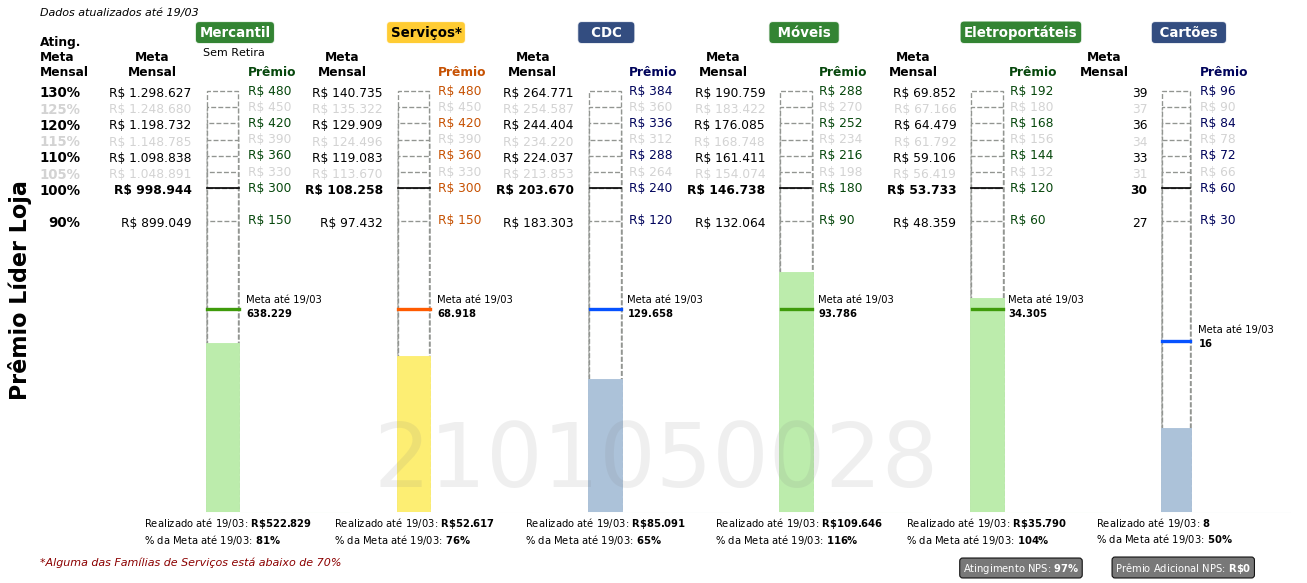 Dados atualizados até 19/03
Mercantil Serviços* CDC Móveis Eletroportáteis Cartões
Sem Retira
Ating. Meta Mensal
Meta Mensal Prêmio Meta Mensal Prêmio Meta Mensal Prêmio Meta Mensal Prêmio Meta Mensal Prêmio Meta Mensal Prêmio
130% R$ 1.298.627 R$ 480 R$ 140.735 R$ 480 R$ 264.771 R$ 384 R$ 190.759 R$ 288 R$ 69.852 R$ 192 39 R$ 96
125% R$ 1.248.680 R$ 450 R$ 135.322 R$ 450 R$ 254.587 R$ 360 R$ 183.422 R$ 270 R$ 67.166 R$ 180 37 R$ 90
120% R$ 1.198.732 R$ 420 R$ 129.909 R$ 420 R$ 244.404 R$ 336 R$ 176.085 R$ 252 R$ 64.479 R$ 168 36 R$ 84
115% R$ 1.148.785 R$ 390 R$ 124.496 R$ 390 R$ 234.220 R$ 312 R$ 168.748 R$ 234 R$ 61.792 R$ 156 34 R$ 78
110% R$ 1.098.838 R$ 360 R$ 119.083 R$ 360 R$ 224.037 R$ 288 R$ 161.411 R$ 216 R$ 59.106 R$ 144 33 R$ 72
105% R$ 1.048.891 R$ 330 R$ 113.670 R$ 330 R$ 213.853 R$ 264 R$ 154.074 R$ 198 R$ 56.419 R$ 132 31 R$ 66
100% R$ 998.944 R$ 300 R$ 108.258 R$ 300 R$ 203.670 R$ 240 R$ 146.738 R$ 180 R$ 53.733 R$ 120 30 R$ 60
90% R$ 899.049 R$ 150 R$ 97.432 R$ 150 R$ 183.303 R$ 120 R$ 132.064 R$ 90 R$ 48.359 R$ 60 27 R$ 30
Prêmio Líder Loja
Meta até 19/03 Meta até 19/03 Meta até 19/03 Meta até 19/03 Meta até 19/03
638.229 68.918 129.658 93.786 34.305
Meta até 19/03
16
2101050028
Realizado até 19/03: R$522.829 Realizado até 19/03: R$52.617 Realizado até 19/03: R$85.091 Realizado até 19/03: R$109.646 Realizado até 19/03: R$35.790 Realizado até 19/03: 8
% da Meta até 19/03: 81% % da Meta até 19/03: 76% % da Meta até 19/03: 65% % da Meta até 19/03: 116% % da Meta até 19/03: 104% % da Meta até 19/03: 50%
*Alguma das Famílias de Serviços está abaixo de 70%
Atingimento NPS: 97% Prêmio Adicional NPS: R$0